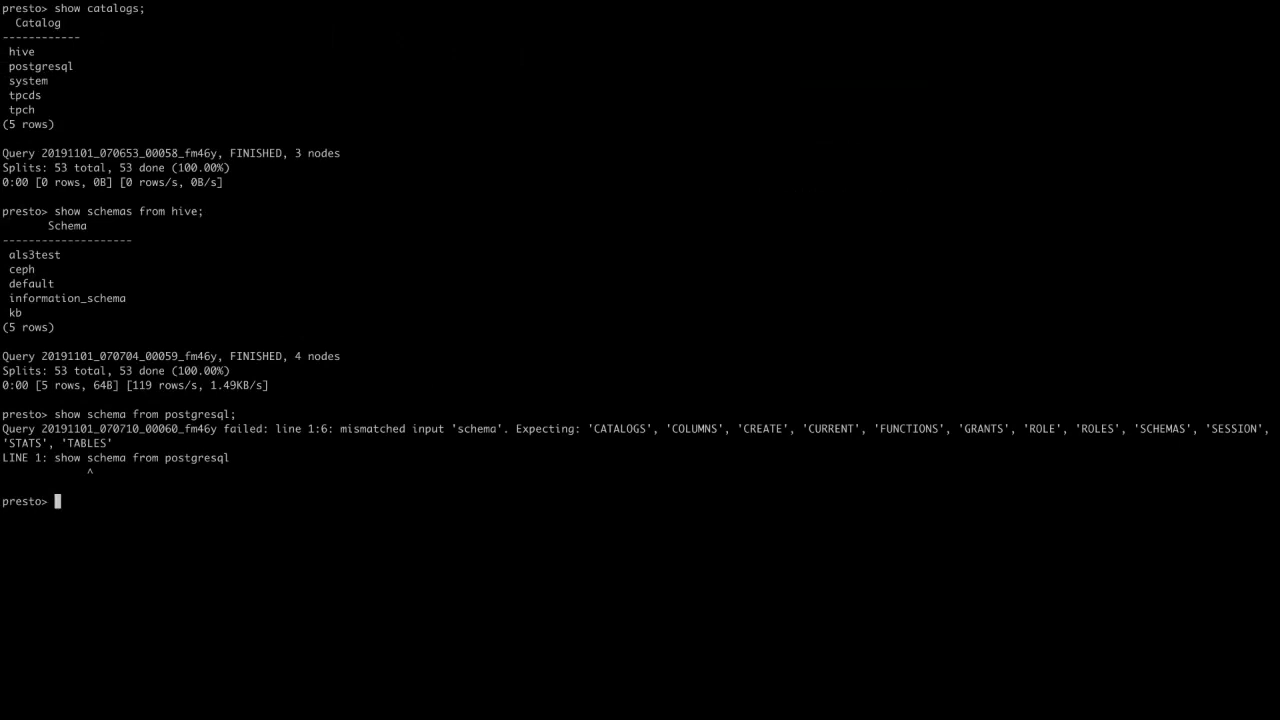 presto> show catalogs;
Catalog
------------
hive
postgresql
system
tpcds
tpch
(5 rows)
Query 20191101_070653_00058_fm46y, FINISHED, 3 nodes
Splits: 53 total, 53 done (100.00%)
0:00 [0 rows, 0B] [0 rows/s, 0B/s]
presto> show schemas from hive;
Schema
--------------------
als3test
ceph
default
information_schema
kb
(5 rows)
Query 20191101_070704_00059_fm46y, FINISHED, 4 nodes
Splits: 53 total, 53 done (100.00%)
0:00 [5 rows, 64B] [119 rows/s, 1.49KB/s]
presto> show schema from postgresql;
Query 20191101_070710_00060_fm46y failed: line 1:6: mismatched input 'schema'. Expecting: 'CATALOGS', 'COLUMNS', 'CREATE', 'CURRENT', 'FUNCTIONS', 'GRANTS', 'ROLE', 'ROLES', 'SCHEMAS', 'SESSION',
'STATS', 'TABLES'
LINE 1: show schema from postgresql
^
presto>